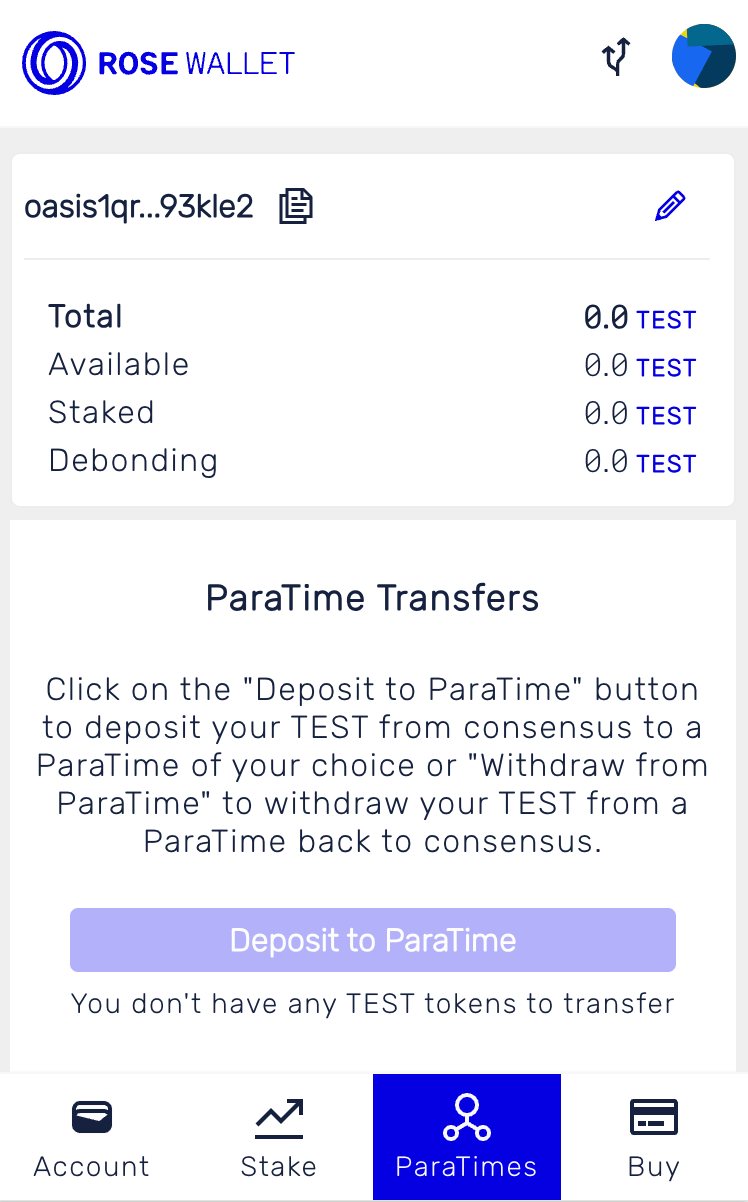 ROSE WALLET
oasis1qr...93kle2
Total 0.0 TEST
Available 0.0 TEST
Staked 0.0 TEST
Debonding 0.0 TEST
ParaTime Transfers
Click on the "Deposit to ParaTime" button
to deposit your TEST from consensus to a
ParaTime of your choice or "Withdraw from
ParaTime" to withdraw your TEST from a
ParaTime back to consensus.
Deposit to ParaTime
You don't have any TEST tokens to transfer
Account Stake ParaTimes Buy